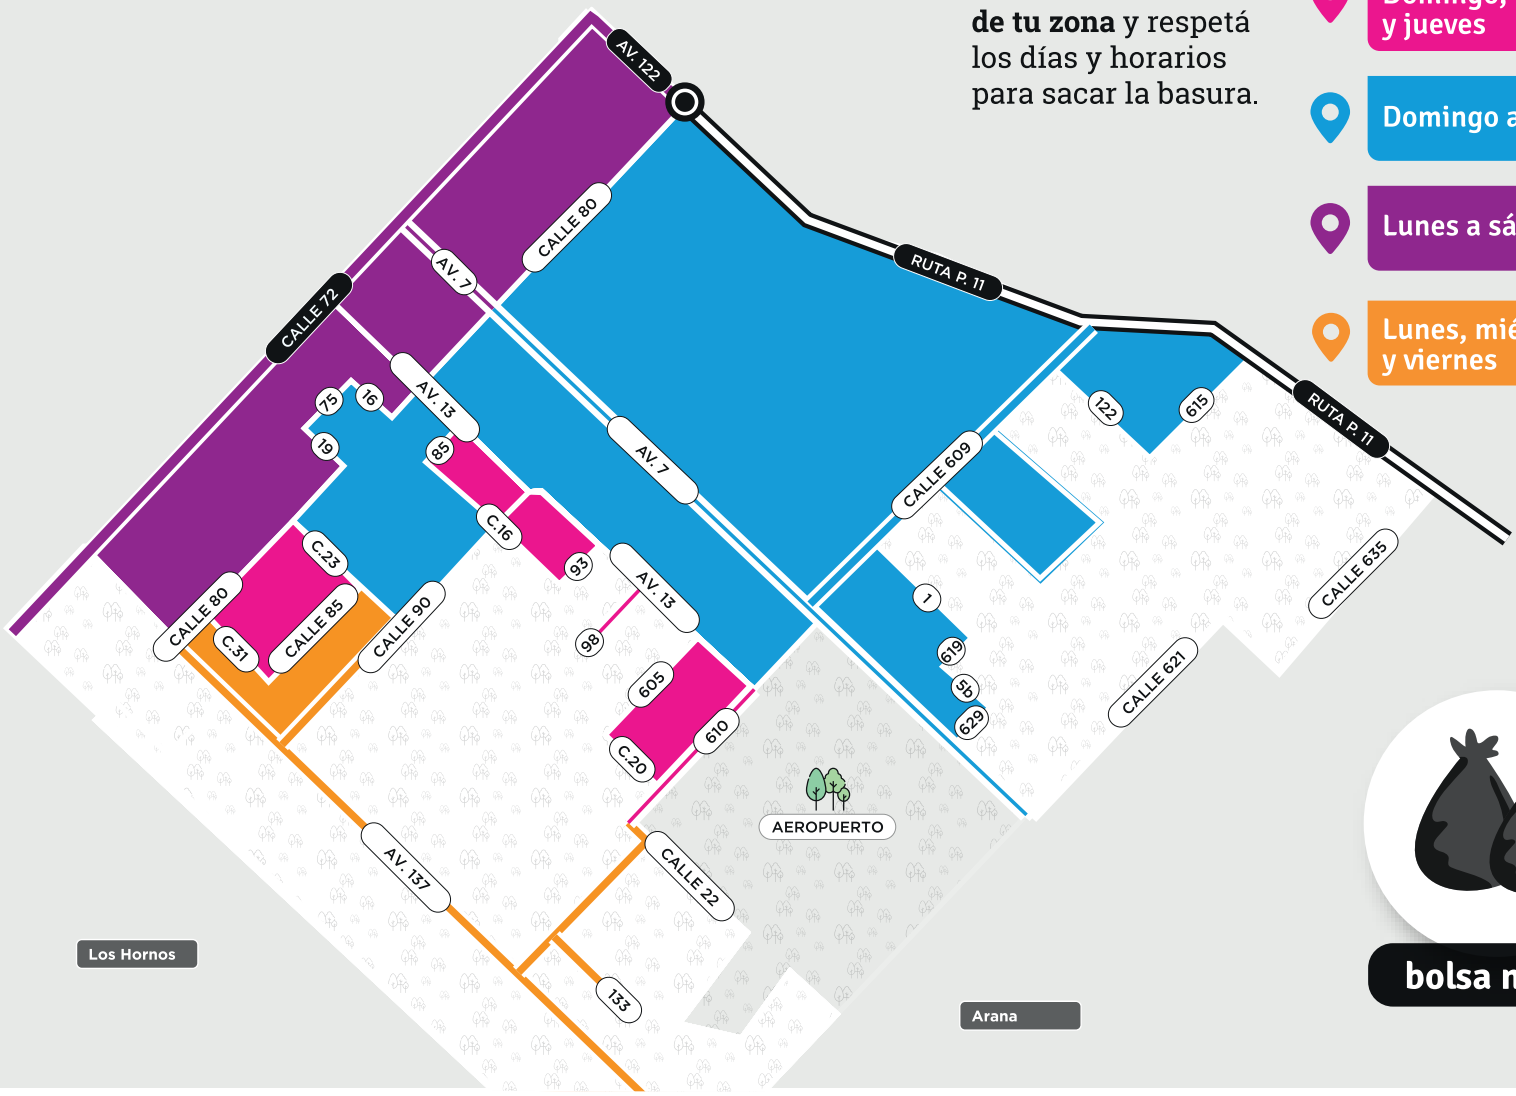 de tu zona y respetá
los días y horarios
para sacar la basura.
y jueves
Domingo a
Lunes a sá
Lunes, mié
y viernes
AV. 122
CALLE 80
AV. 7
RUTA P. 11
CALLE 72
75
16
AV. 13
19
85
122
615
RUTA P. 11
AV. 7
CALLE 609
C.16
C.23
93
AV. 13
CALLE 635
CALLE 80
CALLE 85
CALLE 90
C.31
98
1
619
5b
629
605
610
C.20
CALLE 621
AEROPUERTO
AV. 137
CALLE 22
133
Los Hornos
Arana
bolsa n